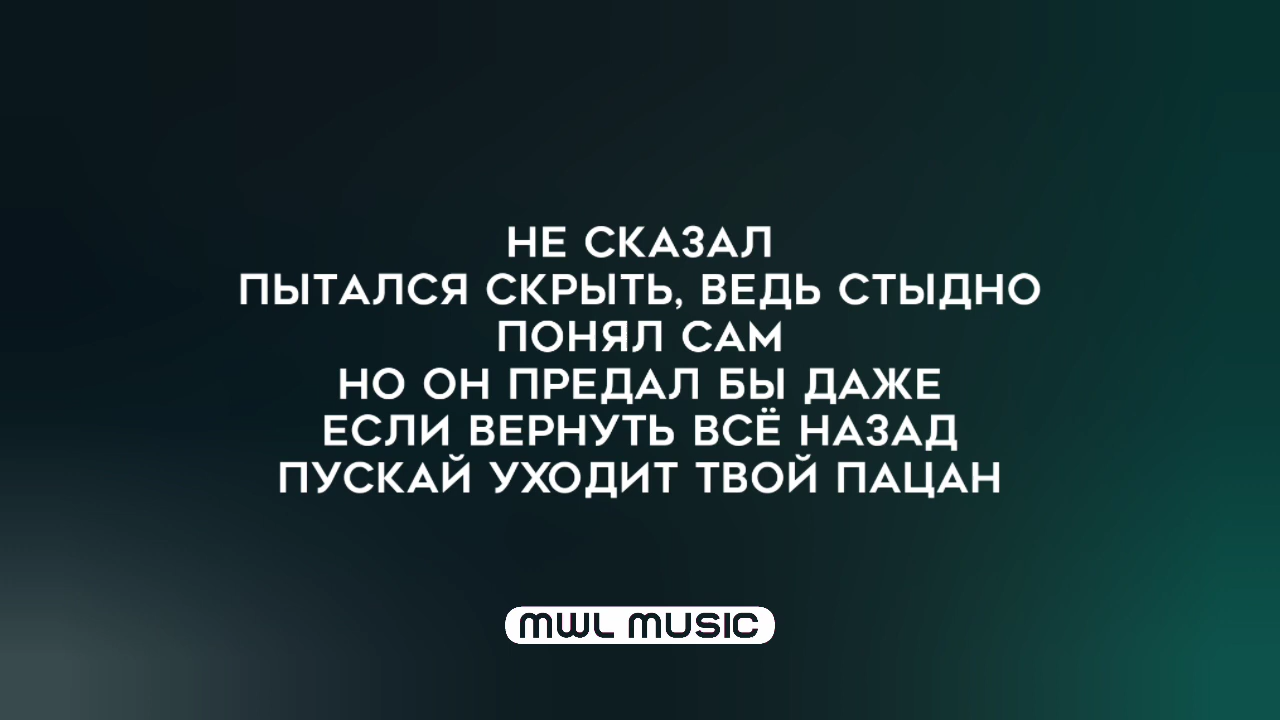 НЕ СКАЗАЛ
ПЫТАЛСЯ СКРЫТЬ, ВЕДЬ СТЫДНО
ПОНЯЛ САМ
НО ОН ПРЕДАЛ БЫ ДАЖЕ
ЕСЛИ ВЕРНУТЬ ВСЁ НАЗАД
ПУСКАЙ УХОДИТ ТВОЙ ПАЦАН
MWL MUSIC